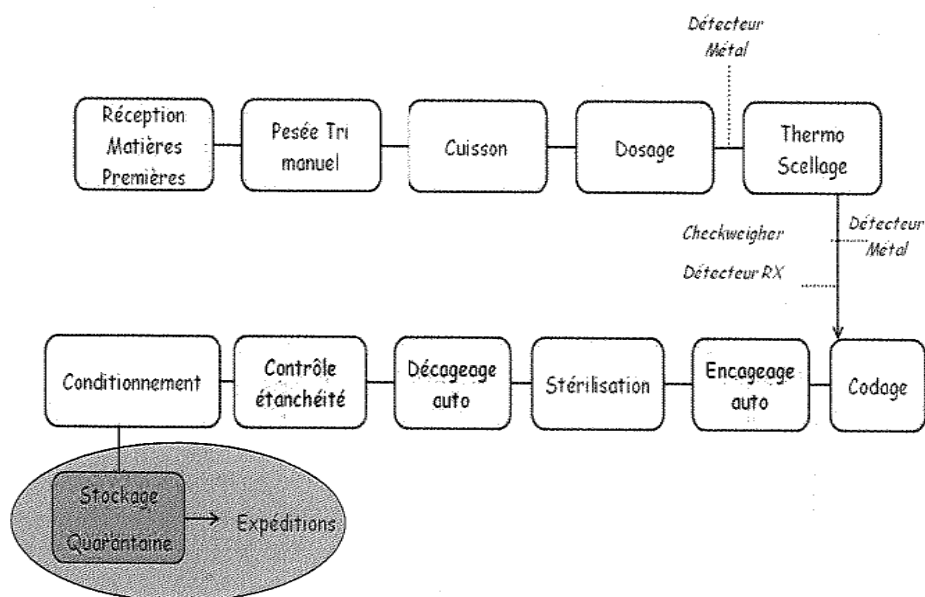 Détecteur
Métal
Réception
Matières
Premières
Pesée Tri
manuel
Cuisson
Dosage
Thermo
Scellage
Checkweigher
Détecteur
Métal
Détecteur RX
Conditionnement
Contrôle
étanchéité
Décageage
auto
Stérilisation
Encageage
auto
Codage
Stockage
Quarantaine
Expéditions